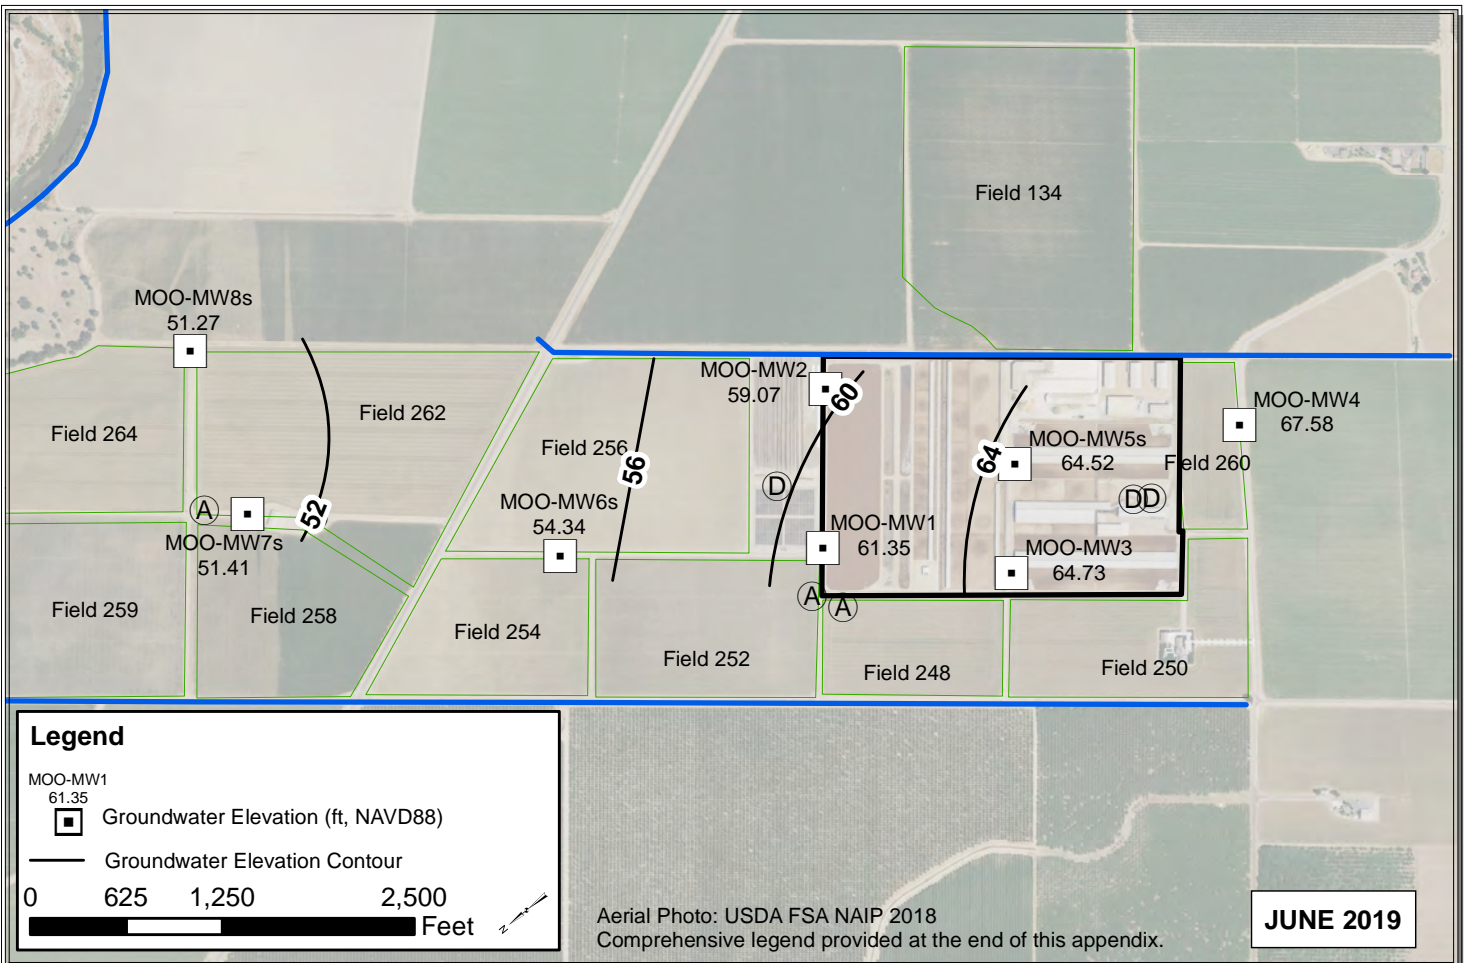 Field 134
MOO-MW8s
51.27
MOO-MW2
59.07
60
MOO-MW4
67.58
Field 262
Field 264
Field 256
56
64
MOO-MW5s
64.52
Field 260
D
D
D
A
52
MOO-MW6s
54.34
MOO-MW7s
51.41
MOO-MW1
61.35
MOO-MW3
64.73
A
A
Field 259
Field 258
Field 254
Field 252
Field 248
Field 250
Legend
MOO-MW1
61.35
Groundwater Elevation (ft, NAVD88)
Groundwater Elevation Contour
0 625 1,250 2,500
Feet
N
Aerial Photo: USDA FSA NAIP 2018
Comprehensive legend provided at the end of this appendix.
JUNE 2019